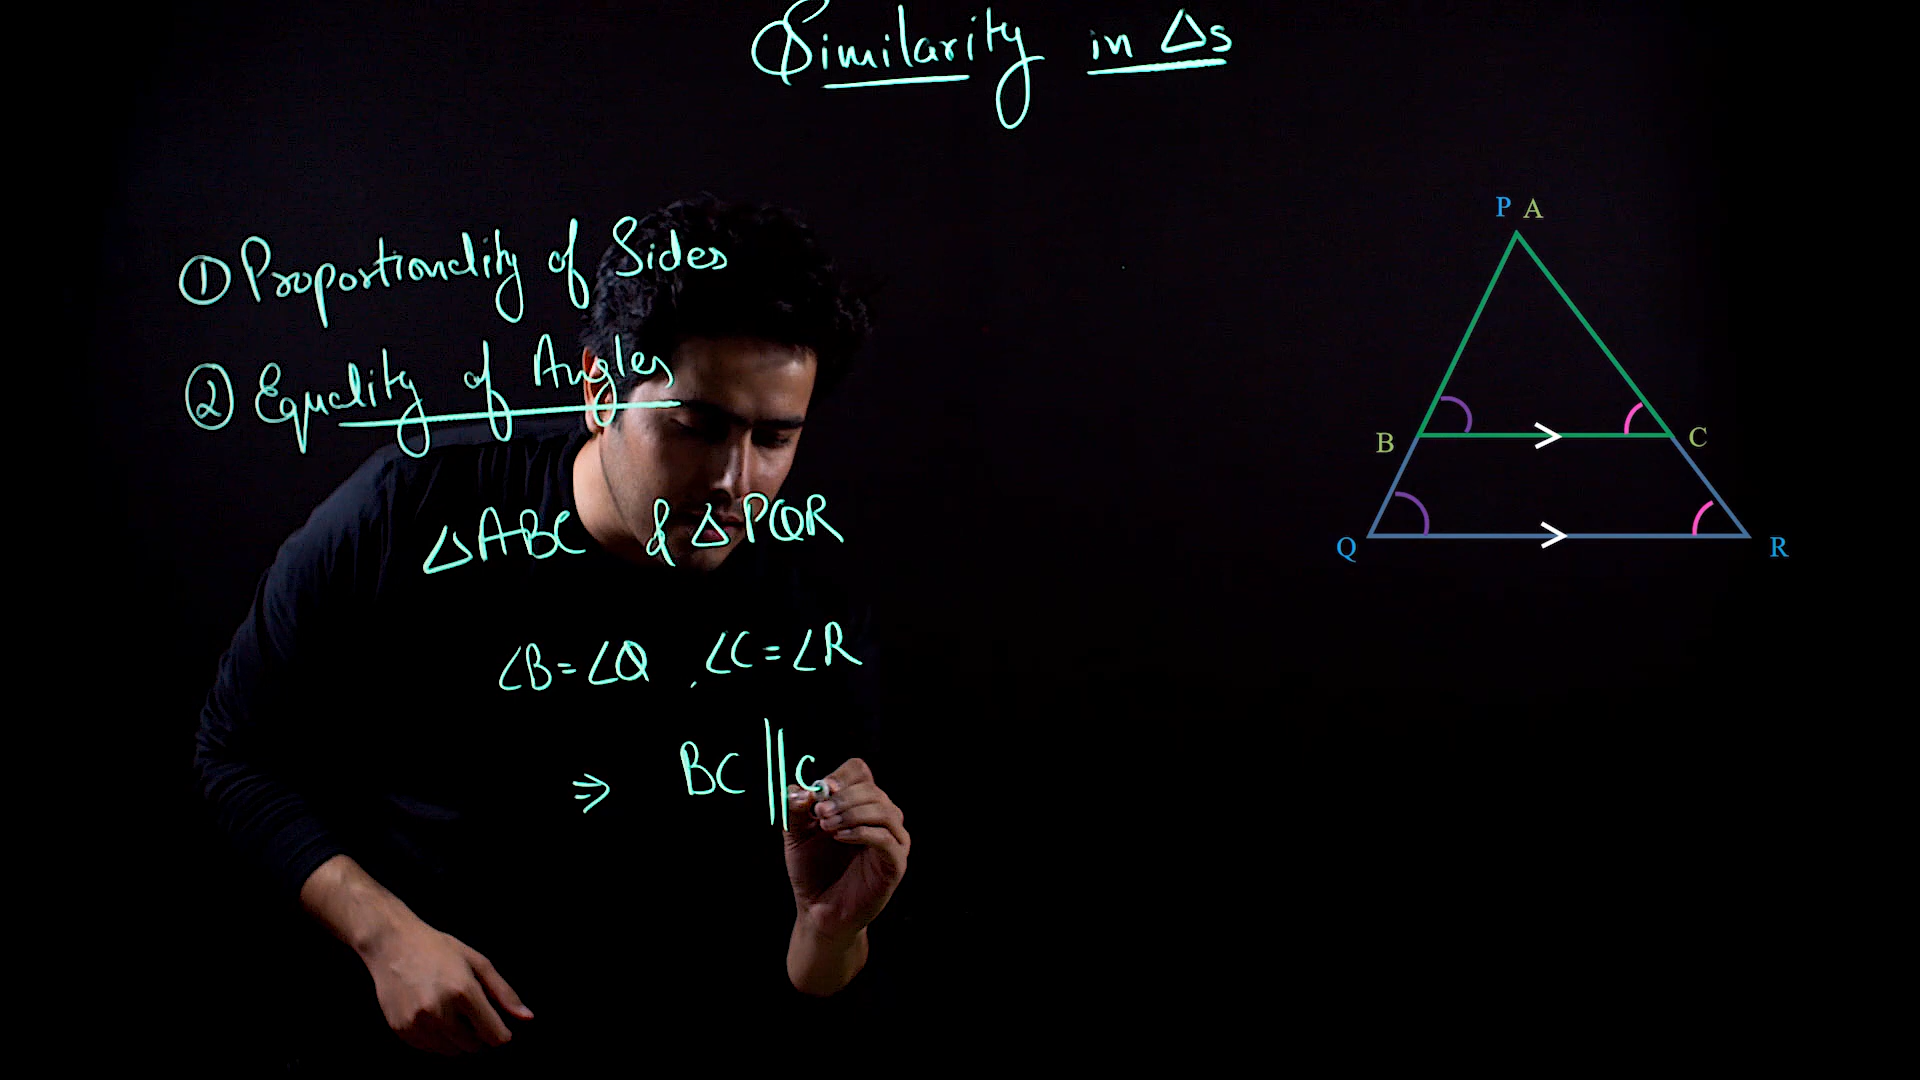 Similarity in Δs
① Proportionality of Sides
② Equality of Angles
ΔABC & ΔPQR
∠B = ∠Q , ∠C = ∠R
⇒ BC ||
P A
B C
Q R